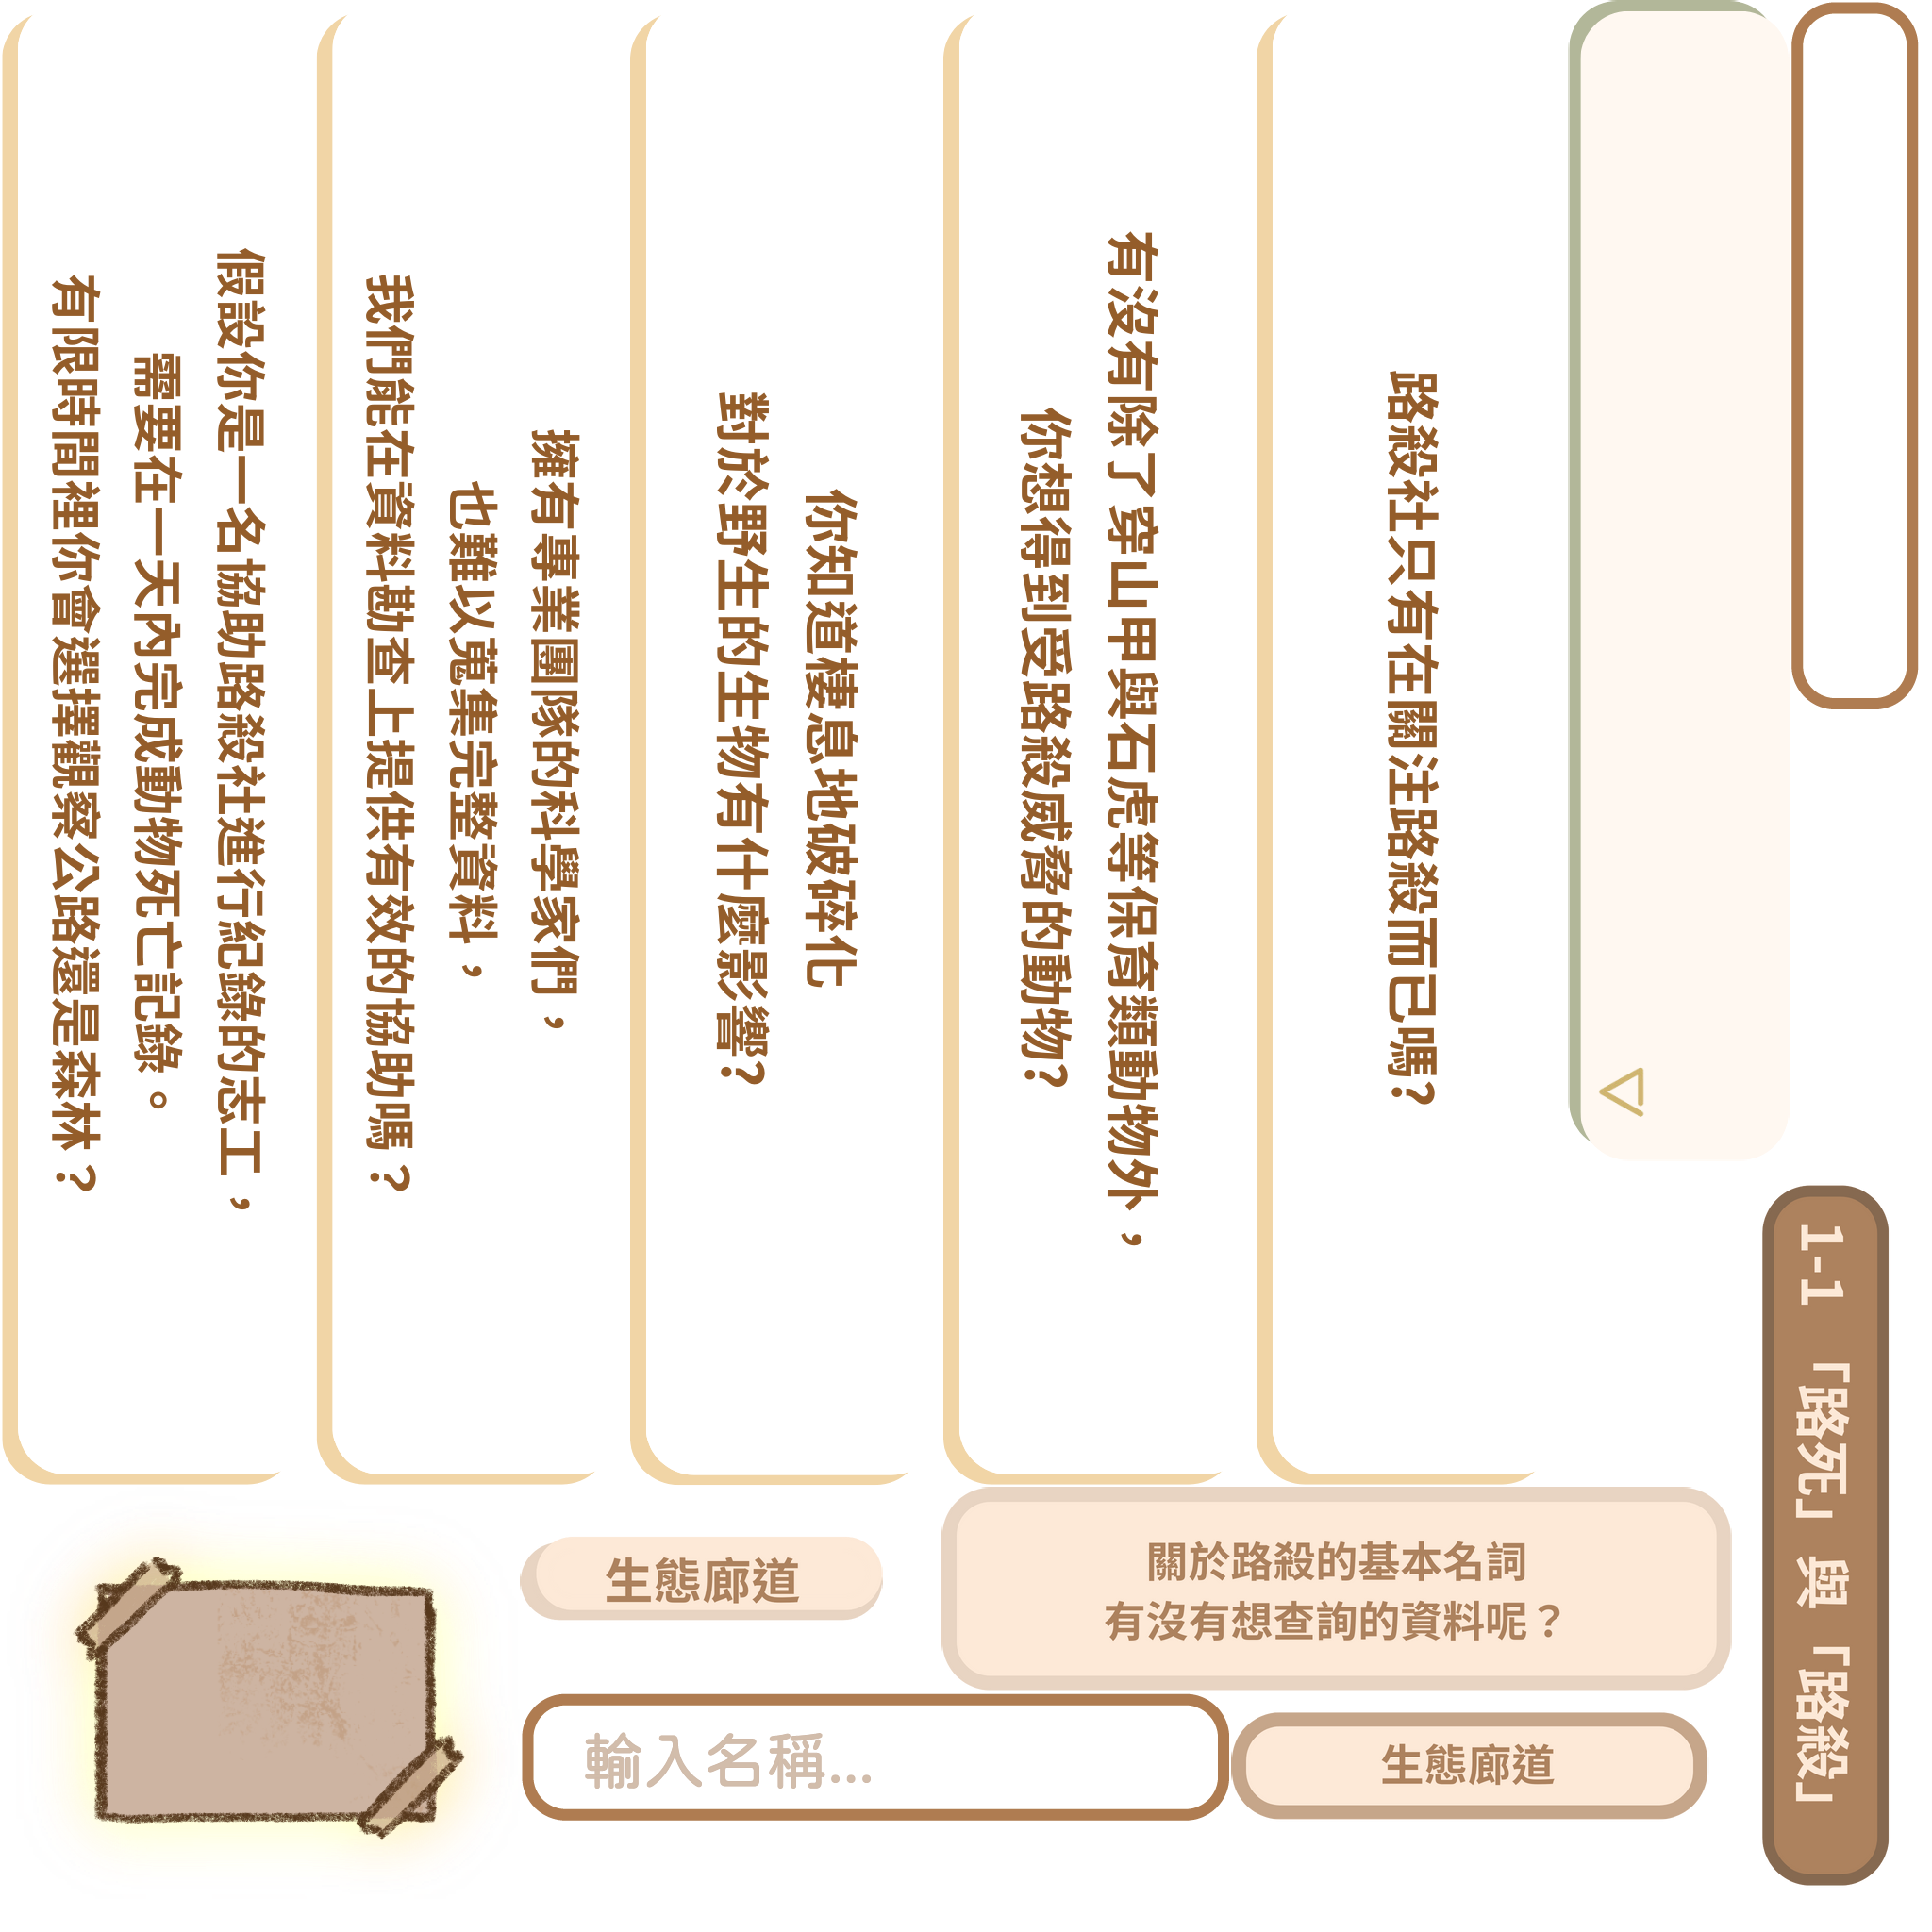 假設你是一名協助路殺社進行紀錄的志工，
需要在一天內完成動物死亡記錄。
有限時間裡你會選擇觀察公路還是森林？
擁有專業團隊的科學家們，
也難以蒐集完整資料，
我們能在資料勘查上提供有效的協助嗎？
你知道棲息地破碎化
對於野生的生物有什麼影響?
有沒有除了穿山甲與石虎等保育類動物外，
你想得到受路殺威脅的動物?
路殺社只有在關注路殺而已嗎?
1-1 「路死」與「路殺」
生態廊道
關於路殺的基本名詞
有沒有想查詢的資料呢？
輸入名稱...
生態廊道